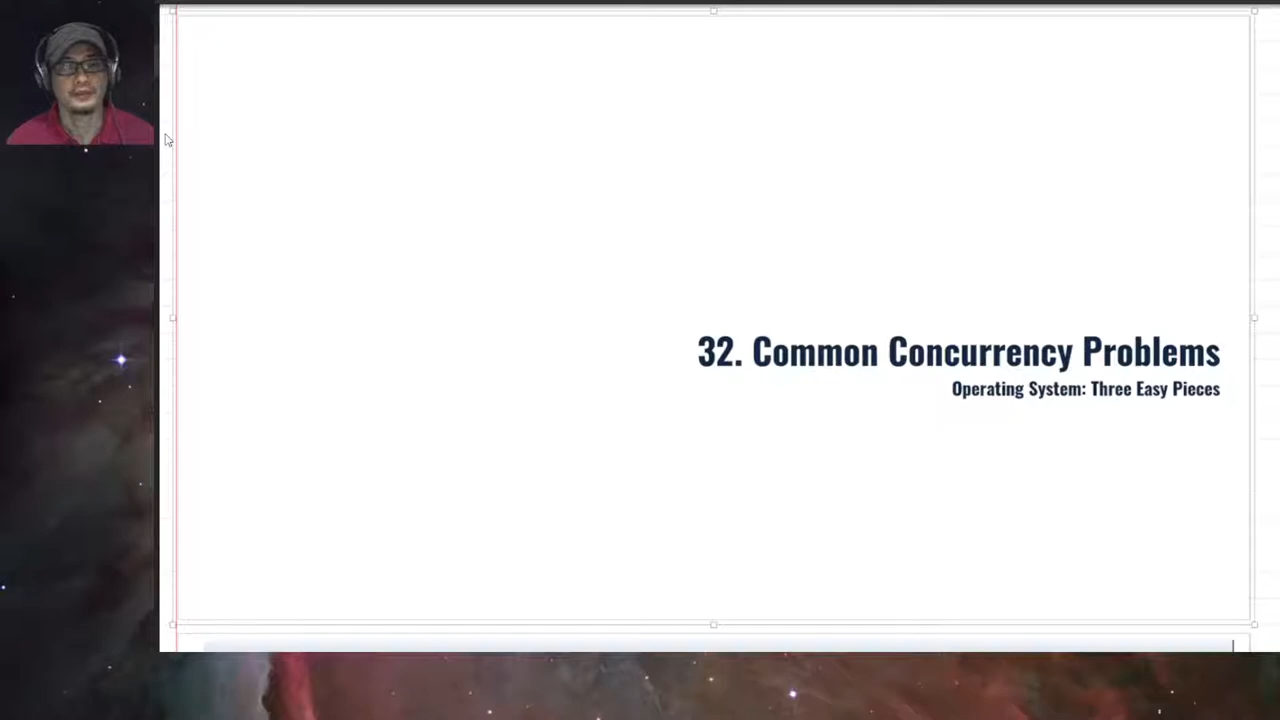 32. Common Concurrency Problems
Operating System: Three Easy Pieces